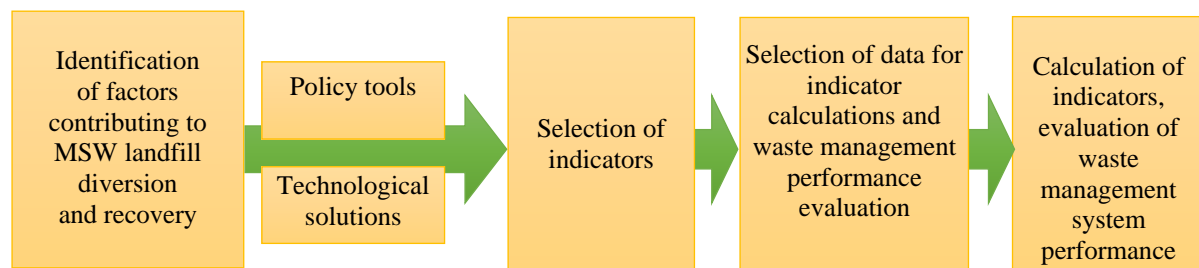 Identification
of factors
contributing to
MSW landfill
diversion
and recovery
Policy tools
Technological
solutions
Selection of
indicators
Selection of data for
indicator
calculations and
waste management
performance
evaluation
Calculation of
indicators,
evaluation of
waste
management
system
performance